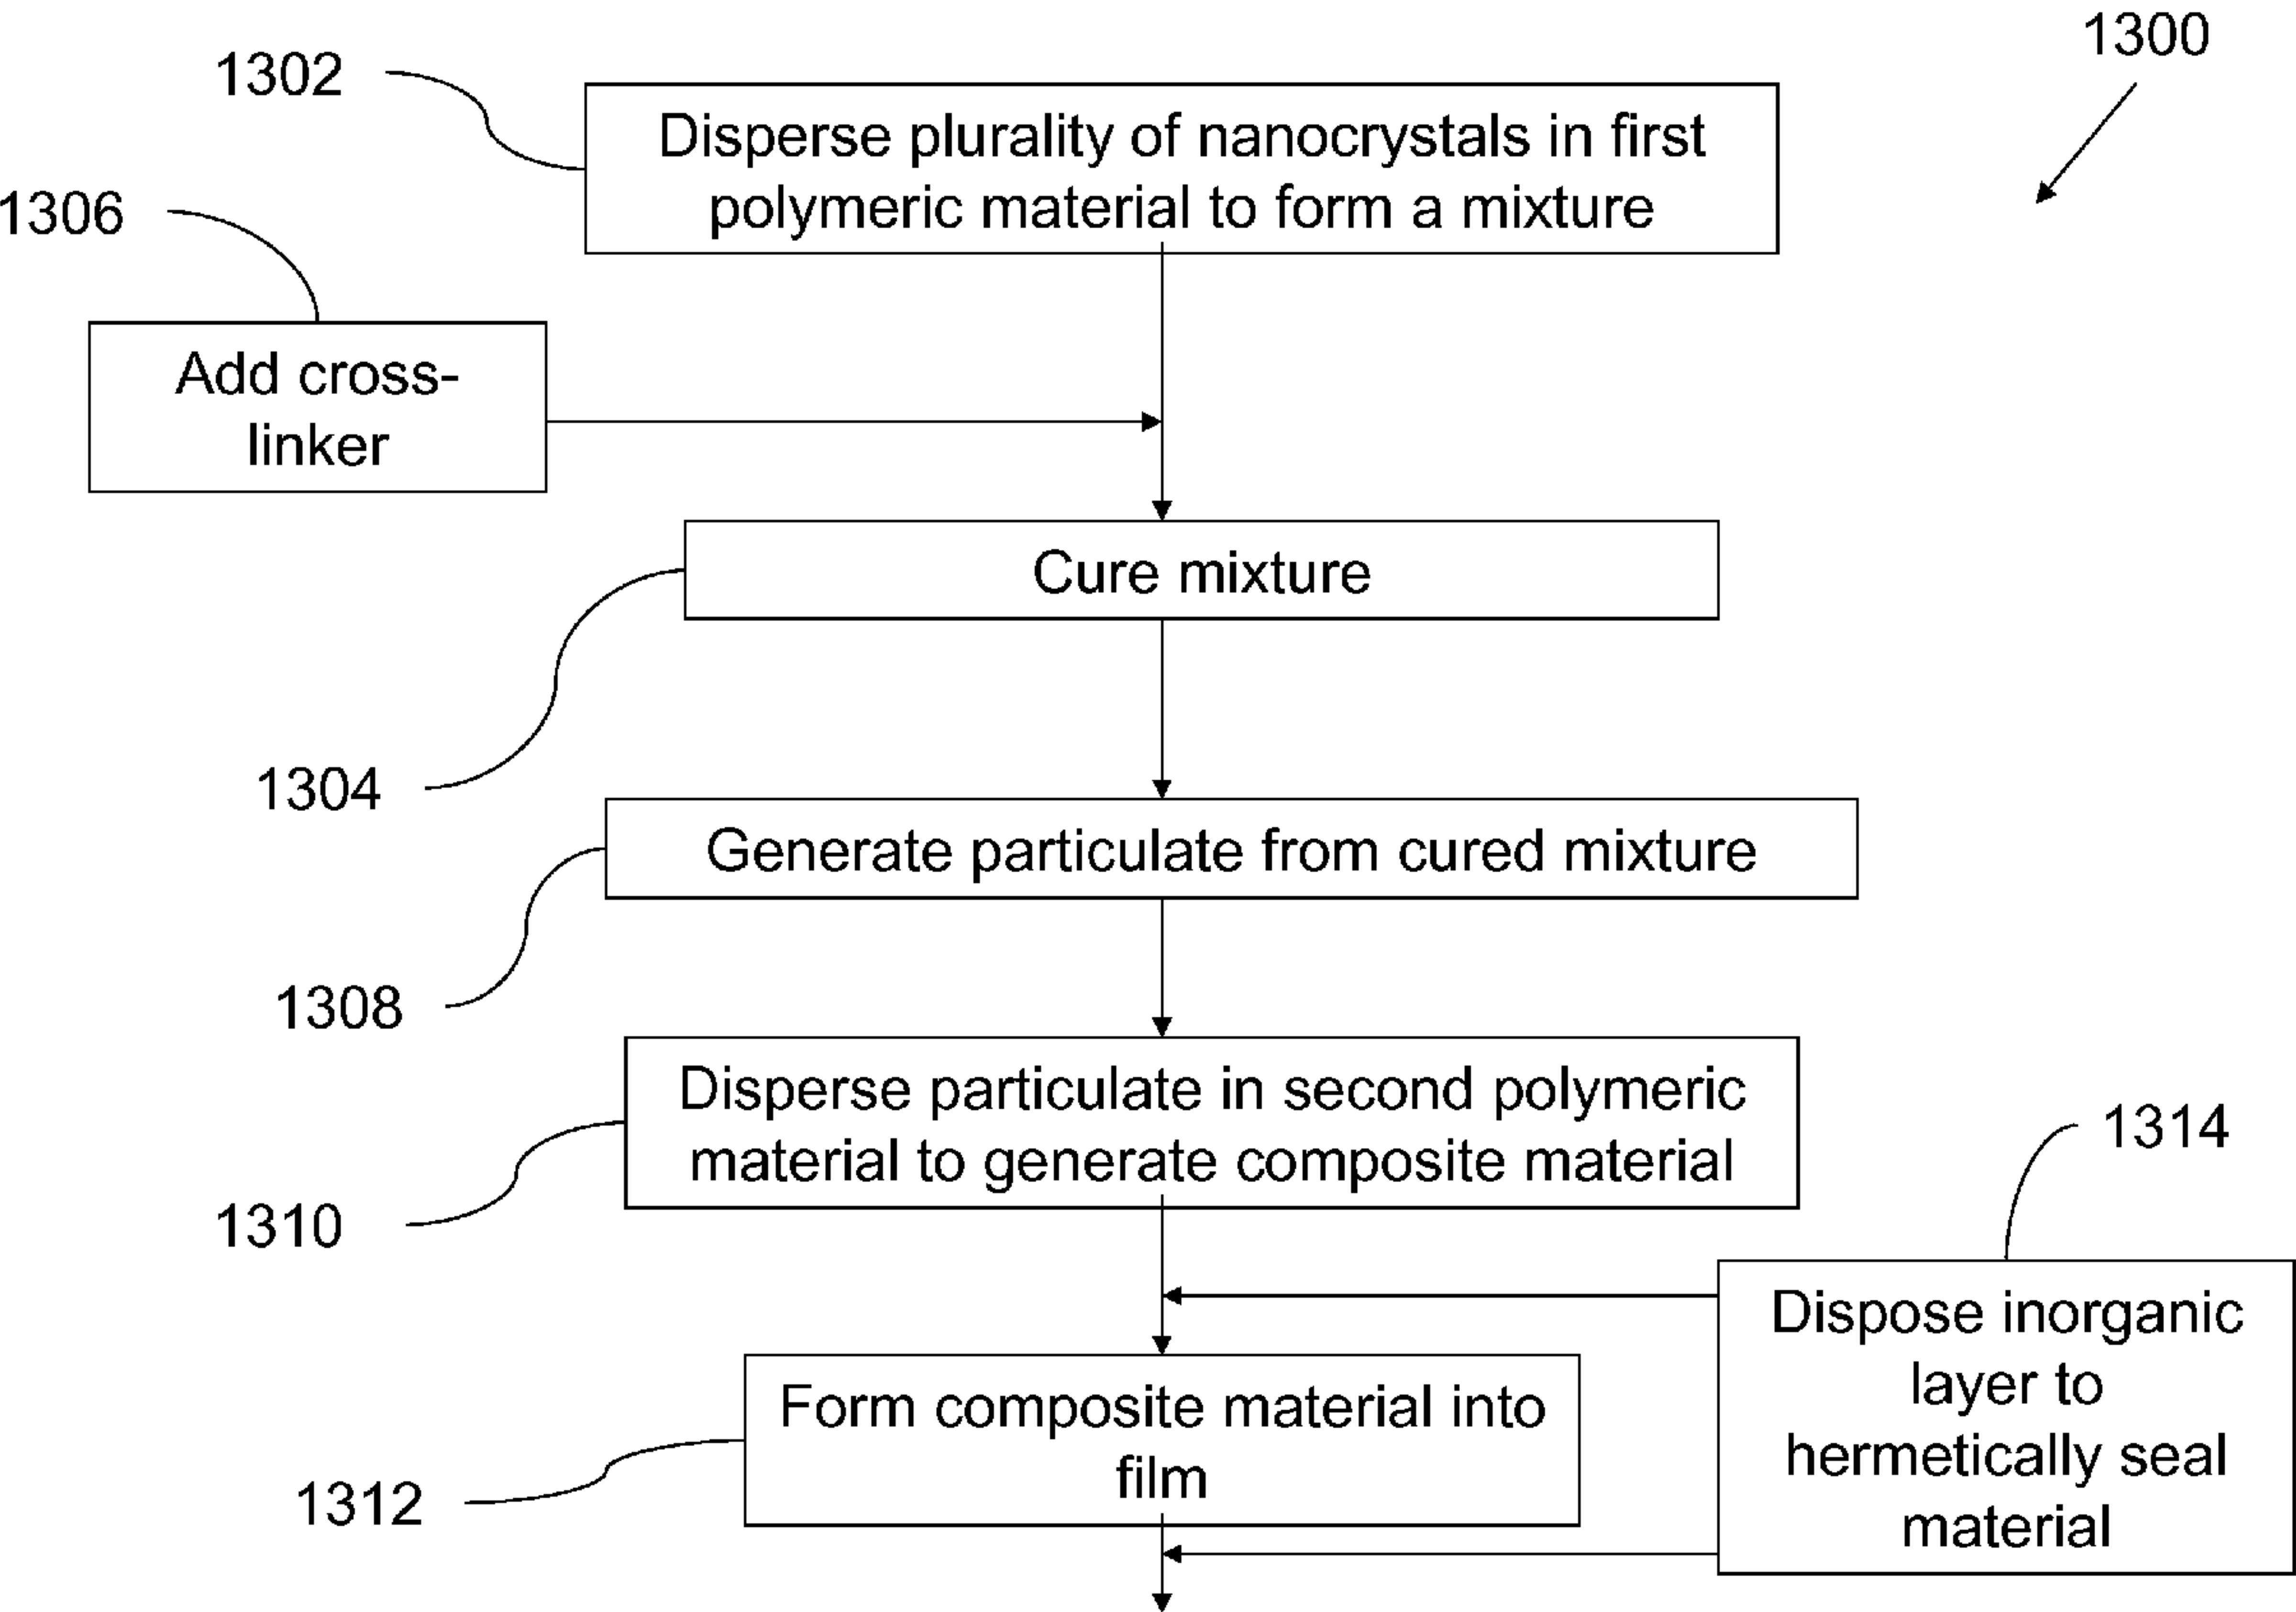 1300
1302
Disperse plurality of nanocrystals in first
polymeric material to form a mixture
1306
Add cross-
linker
Cure mixture
1304
Generate particulate from cured mixture
1308
Disperse particulate in second polymeric
material to generate composite material
1314
1310
Dispose inorganic
layer to
hermetically seal
material
Form composite material into
film
1312